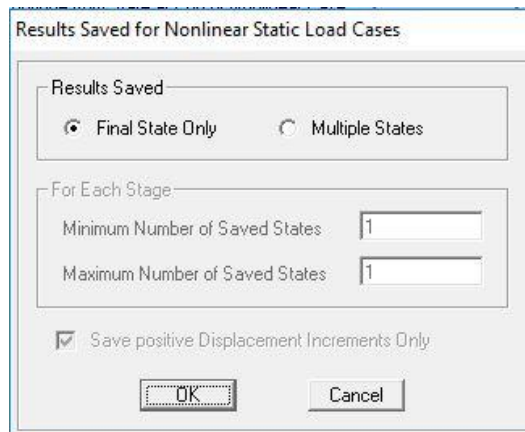 Results Saved for Nonlinear Static Load Cases
Results Saved
Final State Only
Multiple States
For Each Stage
Minimum Number of Saved States 1
Maximum Number of Saved States 1
Save positive Displacement Increments Only
OK
Cancel